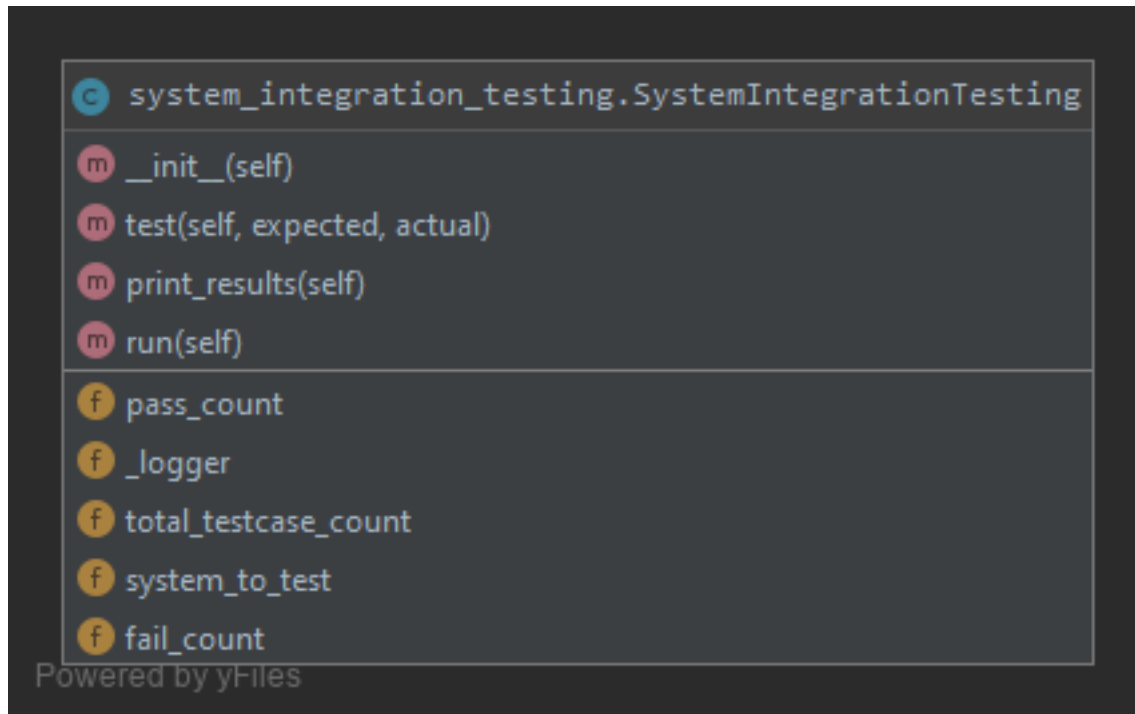 c system_integration_testing.SystemIntegrationTesting
m __init__(self)
m test(self, expected, actual)
m print_results(self)
m run(self)
f pass_count
f _logger
f total_testcase_count
f system_to_test
f fail_count
Powered by yFiles